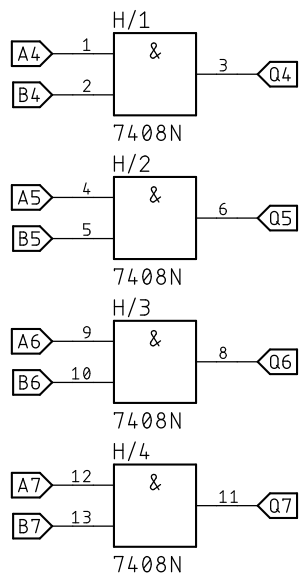 H/1
A4 1 & 3 Q4
B4 2
7408N
H/2
A5 4 & 6 Q5
B5 5
7408N
H/3
A6 9 & 8 Q6
B6 10
7408N
H/4
A7 12 & 11 Q7
B7 13
7408N